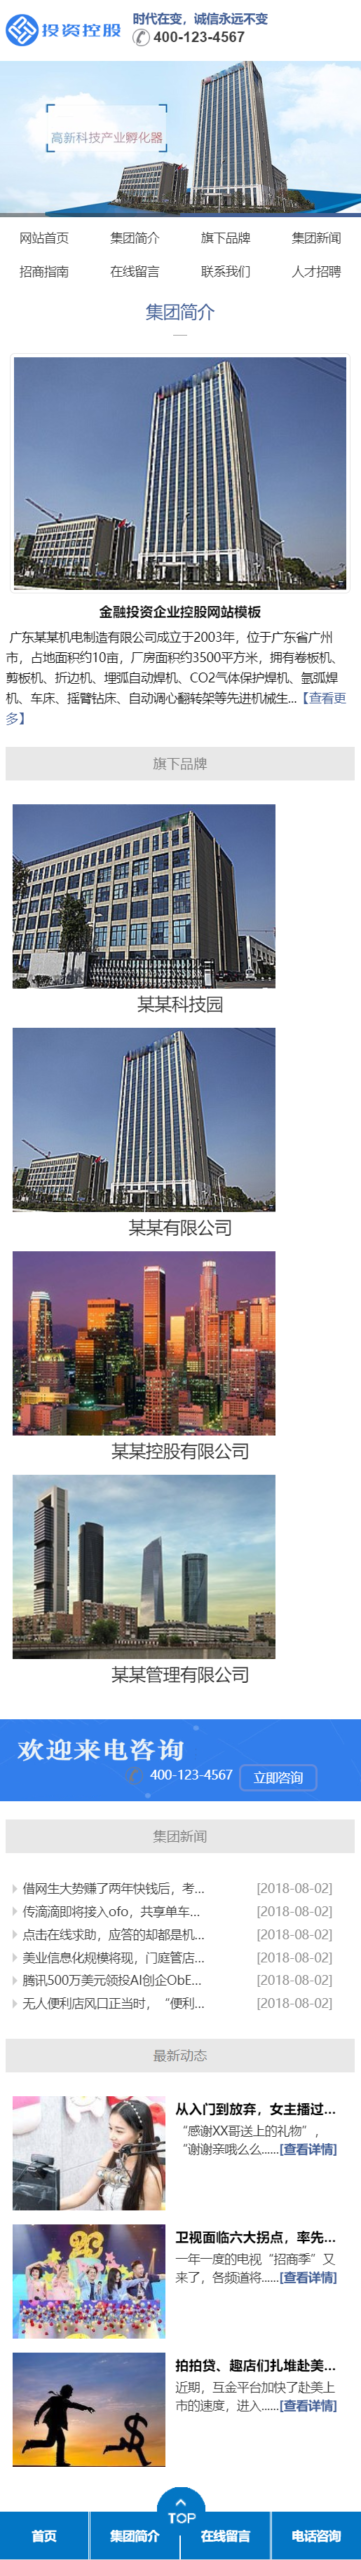 投资控股
时代在变，诚信永远不变
400-123-4567
高新科技产业孵化器
网站首页 集团简介 旗下品牌 集团新闻
招商指南 在线留言 联系我们 人才招聘
集团简介
金融投资企业控股网站模板
广东某某机电制造有限公司成立于2003年，位于广东省广州
市，占地面积约10亩，厂房面积约3500平方米，拥有卷板机、
剪板机、折边机、埋弧自动焊机、CO2气体保护焊机、氩弧焊
机、车床、摇臂钻床、自动调心翻转架等先进机械生...【查看更
多】
旗下品牌
某某科技园
某某有限公司
某某控股有限公司
某某管理有限公司
欢迎来电咨询
400-123-4567 立即咨询
集团新闻
借网生大势赚了两年快钱后，考... [2018-08-02]
传滴滴即将接入ofo，共享单车... [2018-08-02]
点击在线求助，应答的却都是机... [2018-08-02]
美业信息化规模将现，门庭管店... [2018-08-02]
腾讯500万美元领投AI创企ObE... [2018-08-02]
无人便利店风口正当时，“便利... [2018-08-02]
最新动态
从入门到放弃，女主播过...
“感谢XX哥送上的礼物”，
“谢谢亲哦么么......[查看详情]
卫视面临六大拐点，率先...
一年一度的电视“招商季”又
来了，各频道将......[查看详情]
拍拍贷、趣店们扎堆赴美...
近期，互金平台加快了赴美上
市的速度，进入......[查看详情]
TOP
首页 集团简介 在线留言 电话咨询